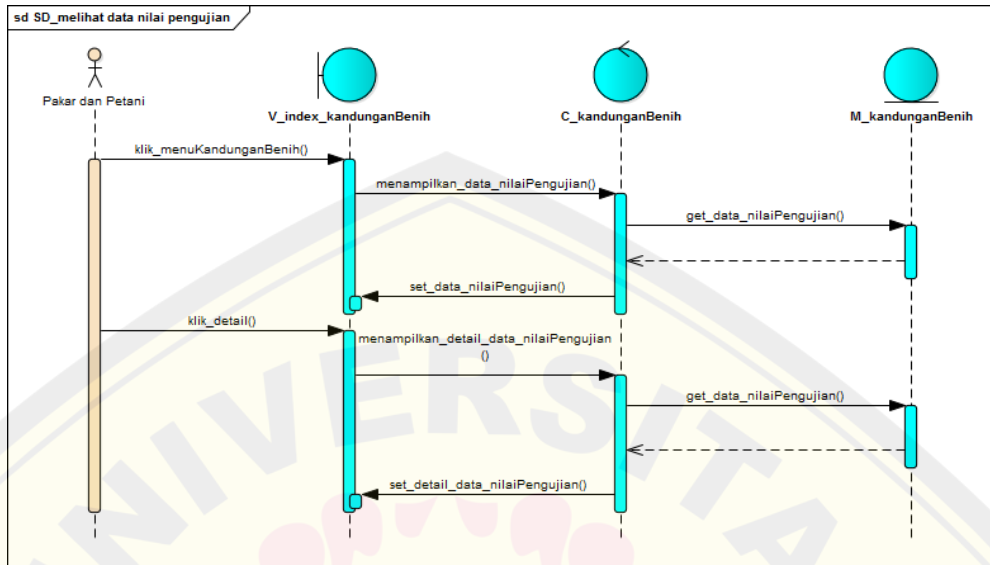 sd SD_melihat data nilai pengujian
Pakar dan Petani
V_index_kandunganBenih
C_kandunganBenih
M_kandunganBenih
klik_menuKandunganBenih()
menampilkan_data_nilaiPengujian()
get_data_nilaiPengujian()
set_data_nilaiPengujian()
klik_detail()
menampilkan_detail_data_nilaiPengujian
()
get_data_nilaiPengujian()
set_detail_data_nilaiPengujian()
UNIVERSITA